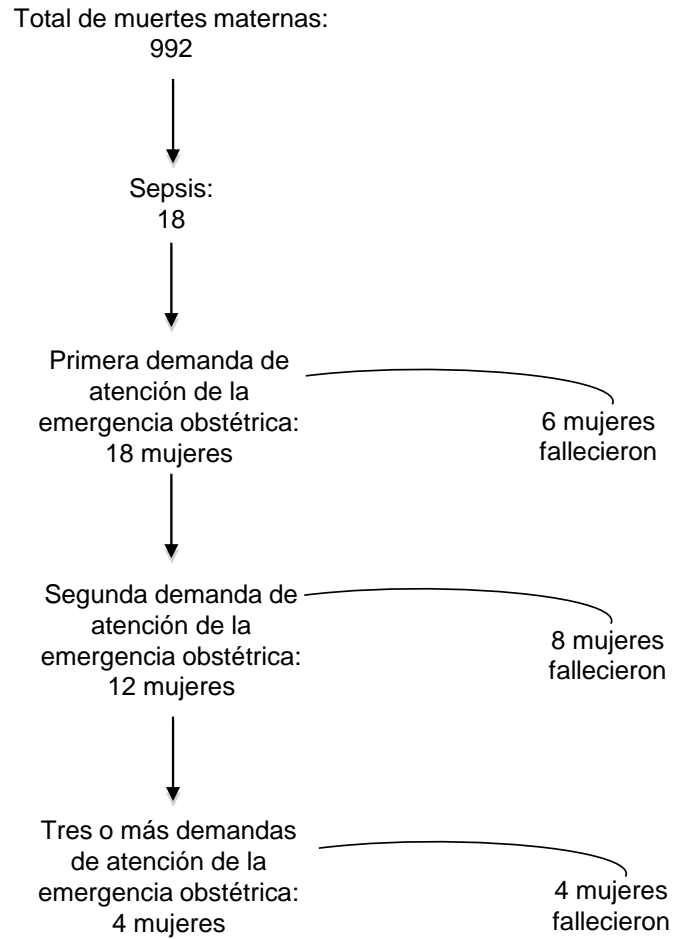 Total de muertes maternas:
992
Sepsis:
18
Primera demanda de
atención de la
emergencia obstétrica:
18 mujeres
6 mujeres
fallecieron
Segunda demanda de
atención de la
emergencia obstétrica:
12 mujeres
8 mujeres
fallecieron
Tres o más demandas
de atención de la
emergencia obstétrica:
4 mujeres
4 mujeres
fallecieron